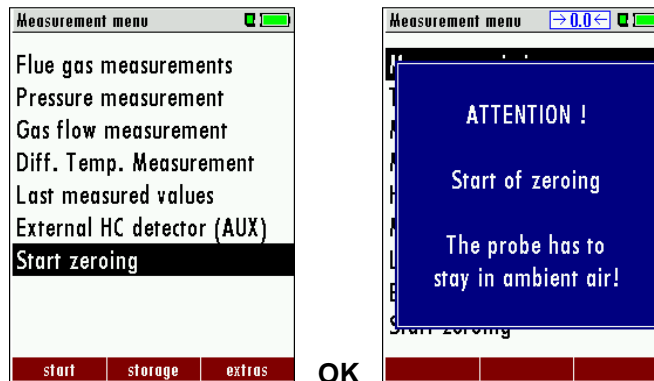 Measurement menu
Flue gas measurements
Pressure measurement
Gas flow measurement
Diff. Temp. Measurement
Last measured values
External HC detector (AUX)
Start zeroing
start storage extras
OK
Measurement menu →0.0←
ATTENTION !
Start of zeroing
The probe has to
stay in ambient air!
Start zeroing